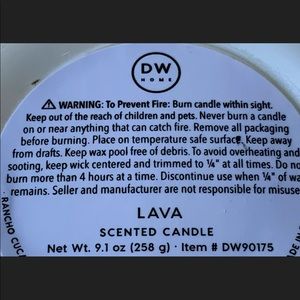 DW
HOME
⚠ WARNING: To Prevent Fire: Burn candle within sight.
Keep out of the reach of children and pets. Never burn a candle
on or near anything that can catch fire. Remove all packaging
before burning. Place on temperature safe surface. Keep away
from drafts. Keep wax pool free of debris. To avoid overheating and
sooting, keep wick centered and trimmed to ¼" at all times. Do no
burn more than 4 hours at a time. Discontinue use when ¼" of wa
remains. Seller and manufacturer are not responsible for misuse
LAVA
SCENTED CANDLE
Net Wt. 9.1 oz (258 g) · Item # DW90175
RANCHO CUC